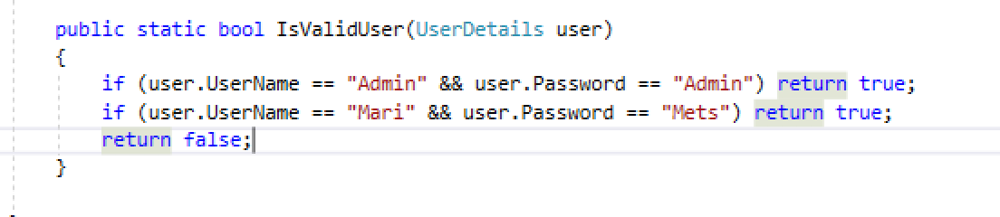 public static bool IsValidUser(UserDetails user)
{
if (user.UserName == "Admin" && user.Password == "Admin") return true;
if (user.UserName == "Mari" && user.Password == "Mets") return true;
return false;
}